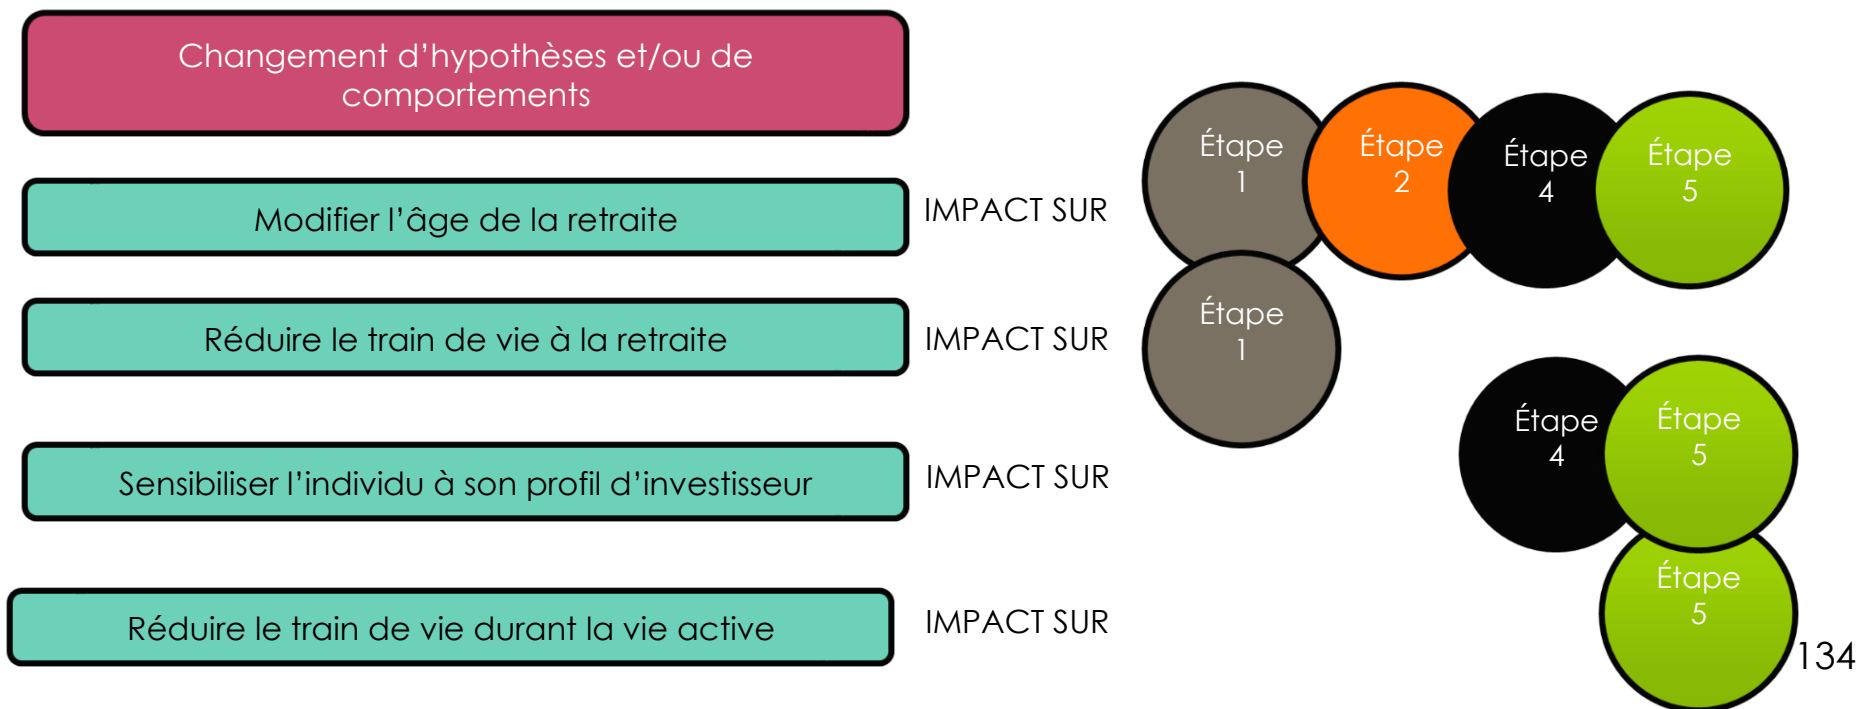 Changement d'hypothèses et/ou de
comportements
Modifier l'âge de la retraite
IMPACT SUR
Étape
1
Étape
2
Étape
4
Étape
5
Réduire le train de vie à la retraite
IMPACT SUR
Étape
1
Sensibiliser l'individu à son profil d'investisseur
IMPACT SUR
Étape
4
Étape
5
Réduire le train de vie durant la vie active
IMPACT SUR
Étape
5
134